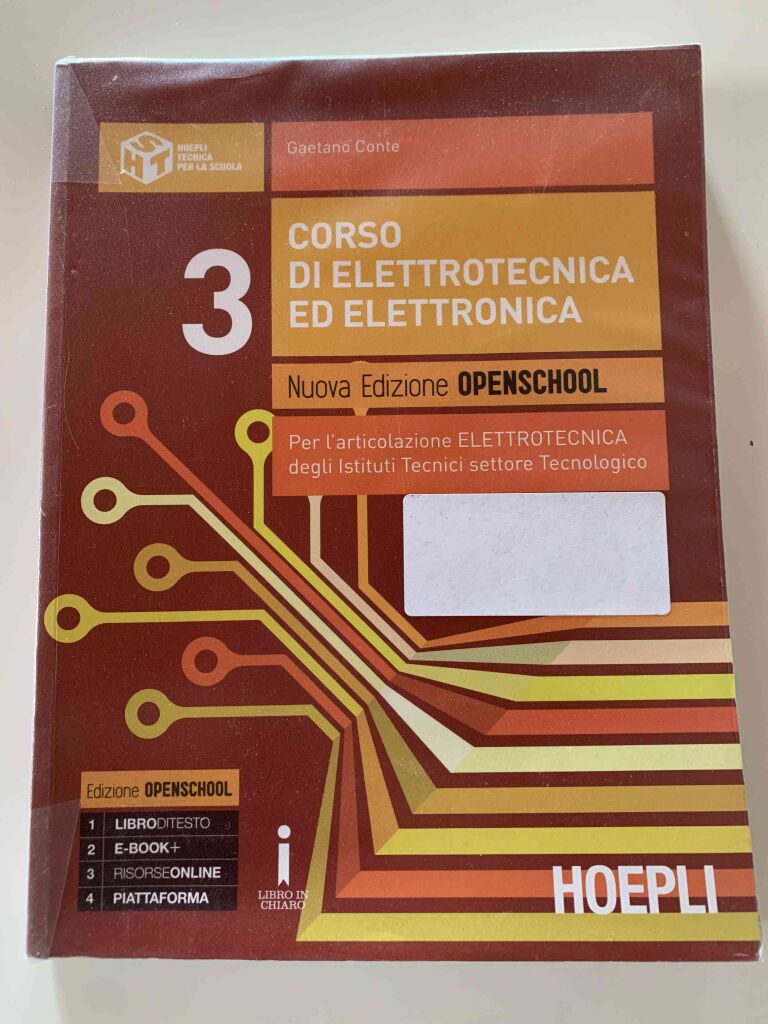 HST
HOEPLI
TECNICA
PER LA SCUOLA
Gaetano Conte
3
CORSO
DI ELETTROTECNICA
ED ELETTRONICA
Nuova Edizione OPENSCHOOL
Per l'articolazione ELETTROTECNICA
degli Istituti Tecnici settore Tecnologico
Edizione OPENSCHOOL
1 LIBRODITESTO
2 E-BOOK+
3 RISORSEONLINE
4 PIATTAFORMA
i
LIBRO IN
CHIARO
HOEPLI